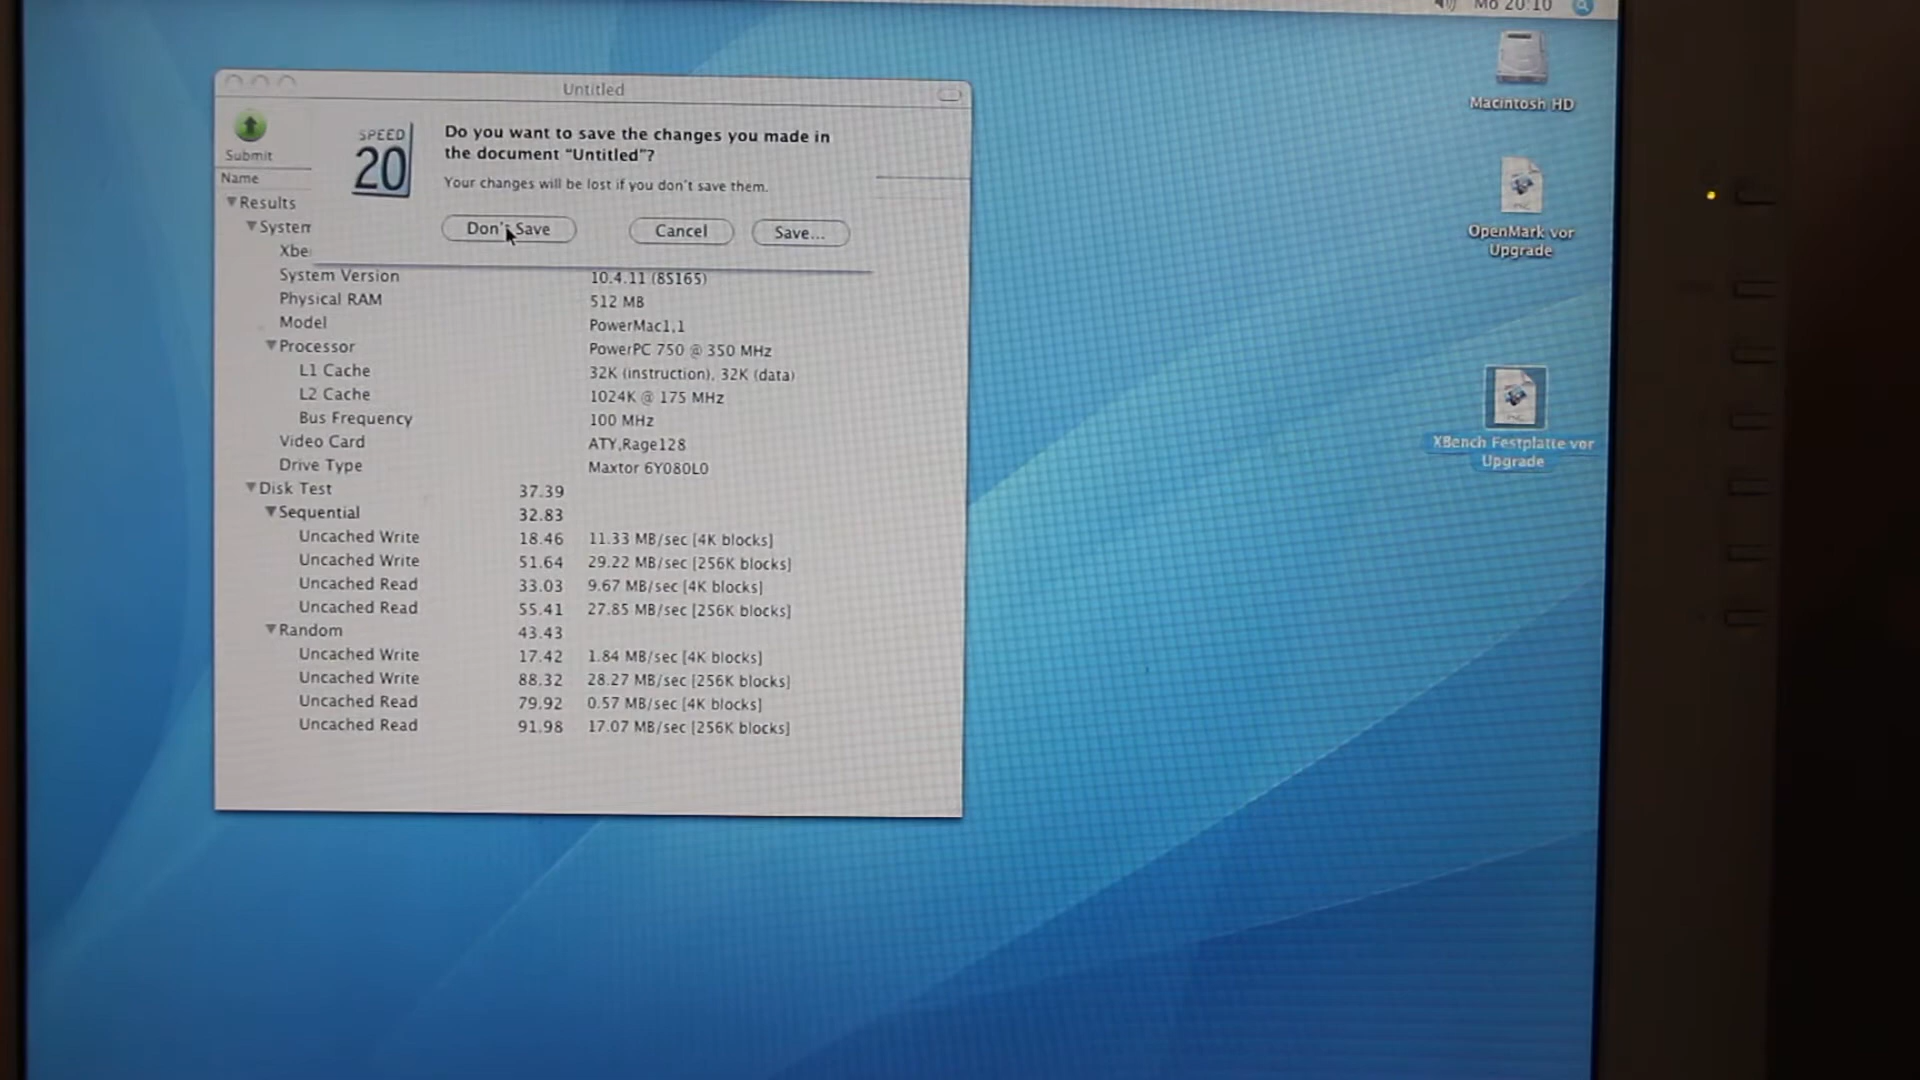 Mo 20:10
Untitled
Submit
SPEED
20
Do you want to save the changes you made in
the document “Untitled”?
Your changes will be lost if you don't save them.
Don't Save
Cancel
Save...
Name
Results
System
Xbe
System Version 10.4.11 (8S165)
Physical RAM 512 MB
Model PowerMac1,1
Processor PowerPC 750 @ 350 MHz
L1 Cache 32K (instruction), 32K (data)
L2 Cache 1024K @ 175 MHz
Bus Frequency 100 MHz
Video Card ATY,Rage128
Drive Type Maxtor 6Y080L0
Disk Test 37.39
Sequential 32.83
Uncached Write 18.46 11.33 MB/sec [4K blocks]
Uncached Write 51.64 29.22 MB/sec [256K blocks]
Uncached Read 33.03 9.67 MB/sec [4K blocks]
Uncached Read 55.41 27.85 MB/sec [256K blocks]
Random 43.43
Uncached Write 17.42 1.84 MB/sec [4K blocks]
Uncached Write 88.32 28.27 MB/sec [256K blocks]
Uncached Read 79.92 0.57 MB/sec [4K blocks]
Uncached Read 91.98 17.07 MB/sec [256K blocks]
Macintosh HD
OpenMark vor
Upgrade
XBench Festplatte vor
Upgrade